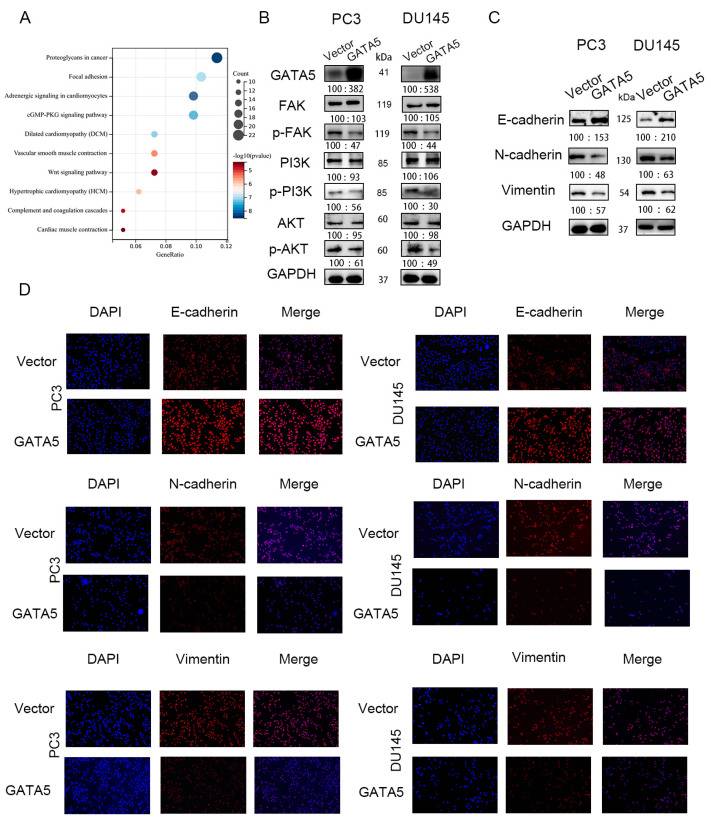 A
Proteoglycans in cancer
Focal adhesion
Adrenergic signaling in cardiomyocytes
cGMP-PKG signaling pathway
Dilated cardiomyopathy (DCM)
Vascular smooth muscle contraction
Wnt signaling pathway
Hypertrophic cardiomyopathy (HCM)
Complement and coagulation cascades
Cardiac muscle contraction
0.06 0.08 0.10 0.12
GeneRatio
Count
10
12
14
16
18
20
22
-log10(pvalue)
-4
-5
-6
-7
-8
B
PC3 DU145
Vector GATA5 kDa Vector GATA5
GATA5 41
100 : 382 100 : 538
FAK 119
100 : 103 100 : 105
p-FAK 119
100 : 47 100 : 44
PI3K 85
100 : 93 100 : 106
p-PI3K 85
100 : 56 100 : 30
AKT 60
100 : 95 100 : 98
p-AKT 60
100 : 61 100 : 49
GAPDH 37
C
PC3 DU145
Vector GATA5 kDa Vector GATA5
E-cadherin 125
100 : 153 100 : 210
N-cadherin 130
100 : 48 100 : 63
Vimentin 54
100 : 57 100 : 62
GAPDH 37
D
DAPI E-cadherin Merge
Vector
PC3
GATA5
DAPI E-cadherin Merge
Vector
DU145
GATA5
DAPI N-cadherin Merge
Vector
PC3
GATA5
DAPI N-cadherin Merge
Vector
DU145
GATA5
DAPI Vimentin Merge
Vector
PC3
GATA5
DAPI Vimentin Merge
Vector
DU145
GATA5